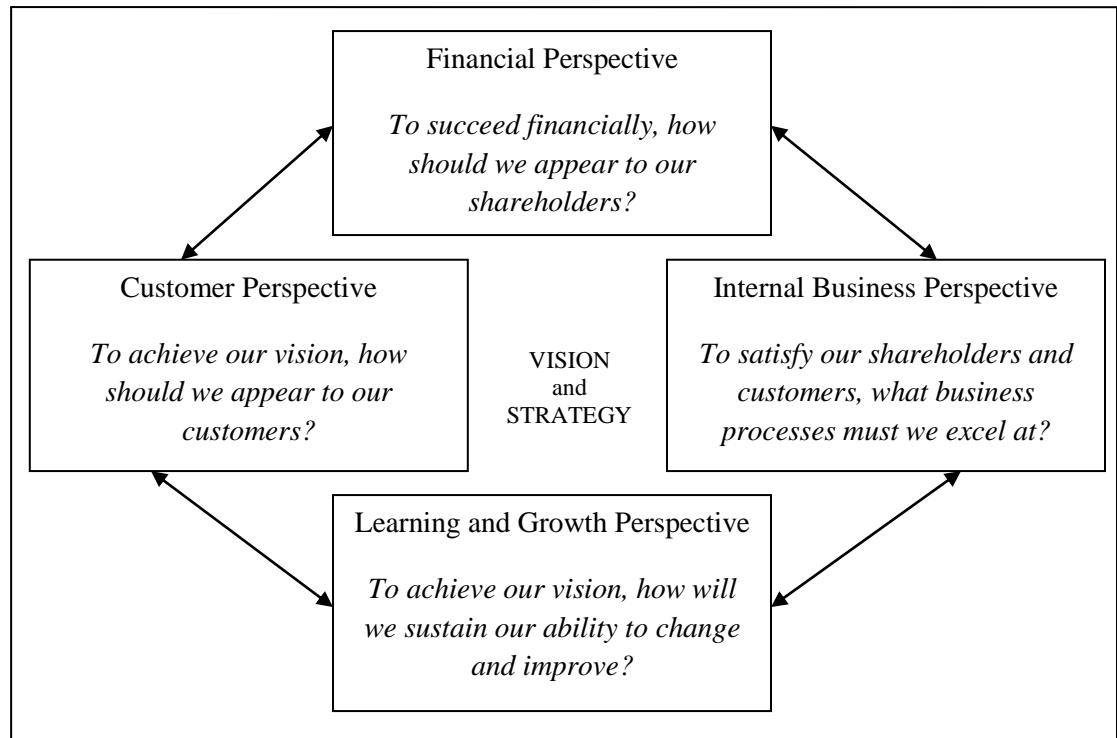 Financial Perspective
To succeed financially, how
should we appear to our
shareholders?
Customer Perspective
To achieve our vision, how
should we appear to our
customers?
VISION
and
STRATEGY
Internal Business Perspective
To satisfy our shareholders and
customers, what business
processes must we excel at?
Learning and Growth Perspective
To achieve our vision, how will
we sustain our ability to change
and improve?